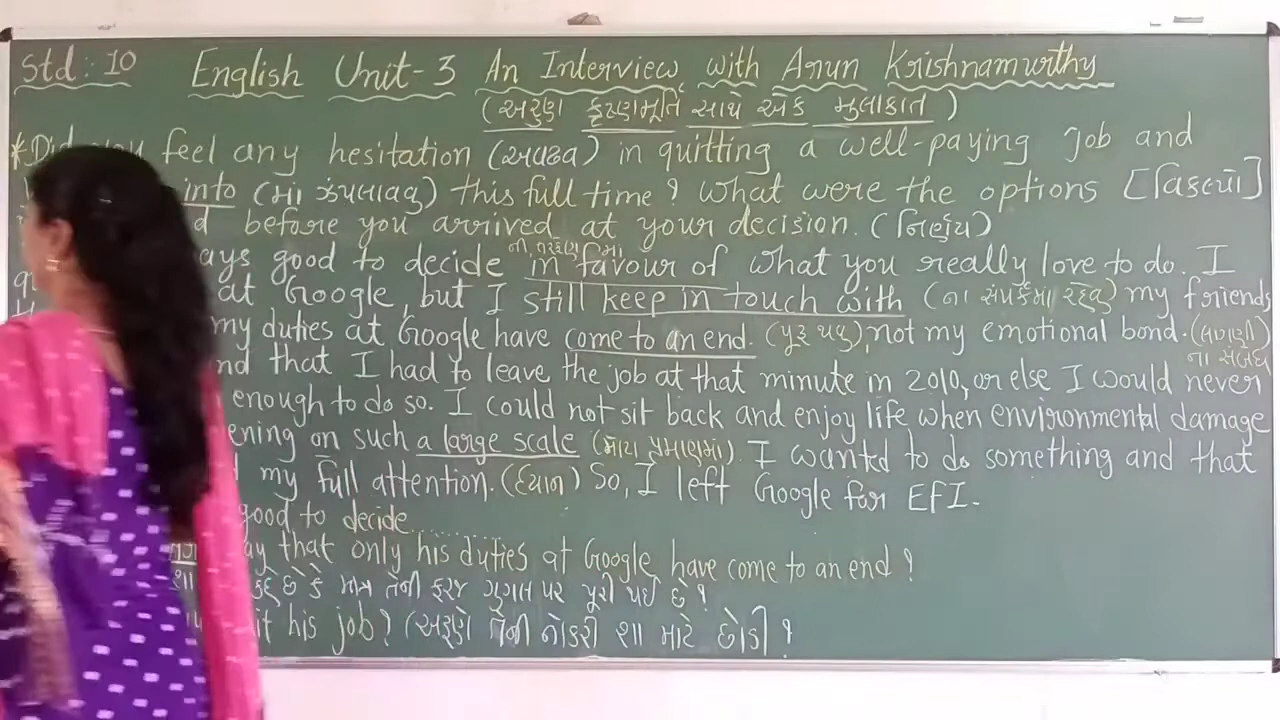 Std: 10 English Unit-3 An Interview with Arun Krishnamurthy
(અરુણ કૃષ્ણમૂર્તિ સાથે એક મુલાકાત)
* Did you feel any hesitation (અવઢવ) in quitting a well-paying job and
into (માં ઝંપલાવવું) this full time? What were the options [વિકલ્પો]
before you arrived at your decision. (નિર્ણય)
good to decide in favour of what you really love to do. I
at Google, but I still keep in touch with (ના સંપર્કમાં રહેવું) my friends
my duties at Google have come to an end. (પૂરૂ થવું), not my emotional bond. (લાગણી
ના સંબંધ
that I had to leave the job at that minute in 2010, or else I would never
enough to do so. I could not sit back and enjoy life when environmental damage
on such a large scale (મોટા પ્રમાણમાં). I wantd to do something and that
my full attention. (ધ્યાન) So, I left Google for EFI.
good to decide..........
that only his duties at Google have come to an end?
છે કે માત્ર તેની ફરજ ગુગલ પર પૂરી થઈ છે?
his job? (અરૂણે તેની નોકરી શા માટે છોડી?